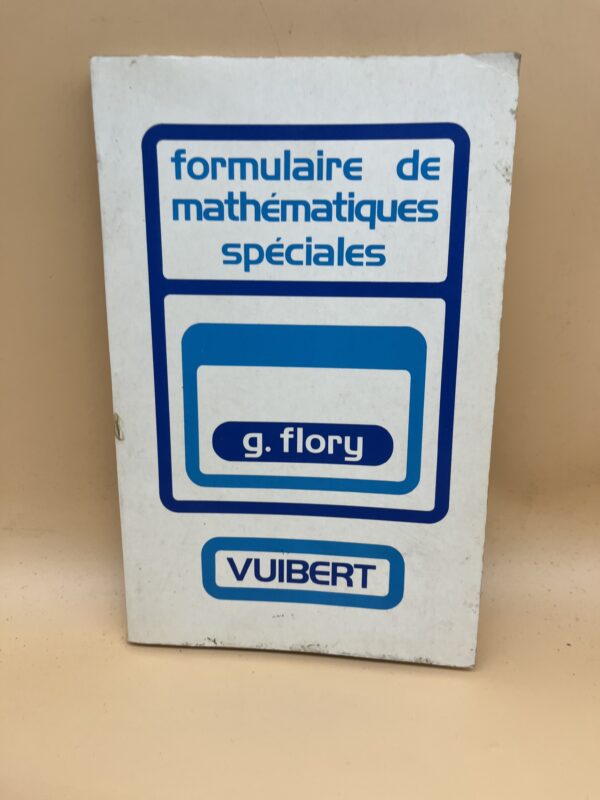 formulaire de
mathématiques
spéciales
g. flory
VUIBERT